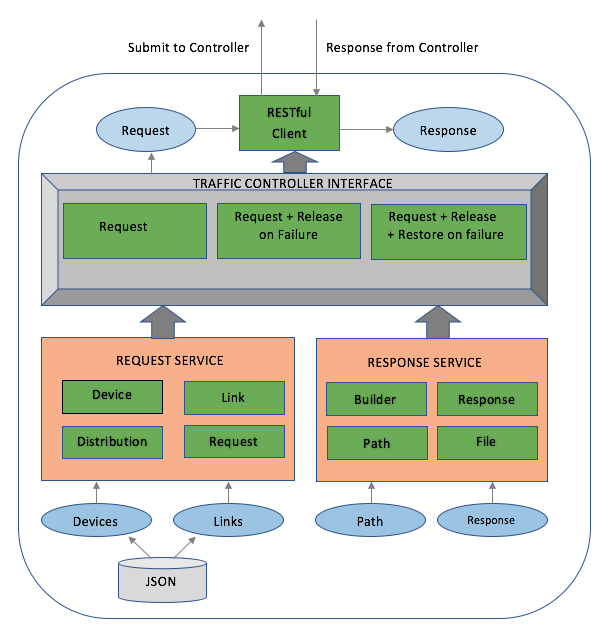 Submit to Controller
Response from Controller
RESTful
Client
Request
Response
TRAFFIC CONTROLLER INTERFACE
Request
Request + Release
on Failure
Request + Release
+ Restore on failure
REQUEST SERVICE
Device
Link
Distribution
Request
RESPONSE SERVICE
Builder
Response
Path
File
Devices
Links
Path
Response
JSON